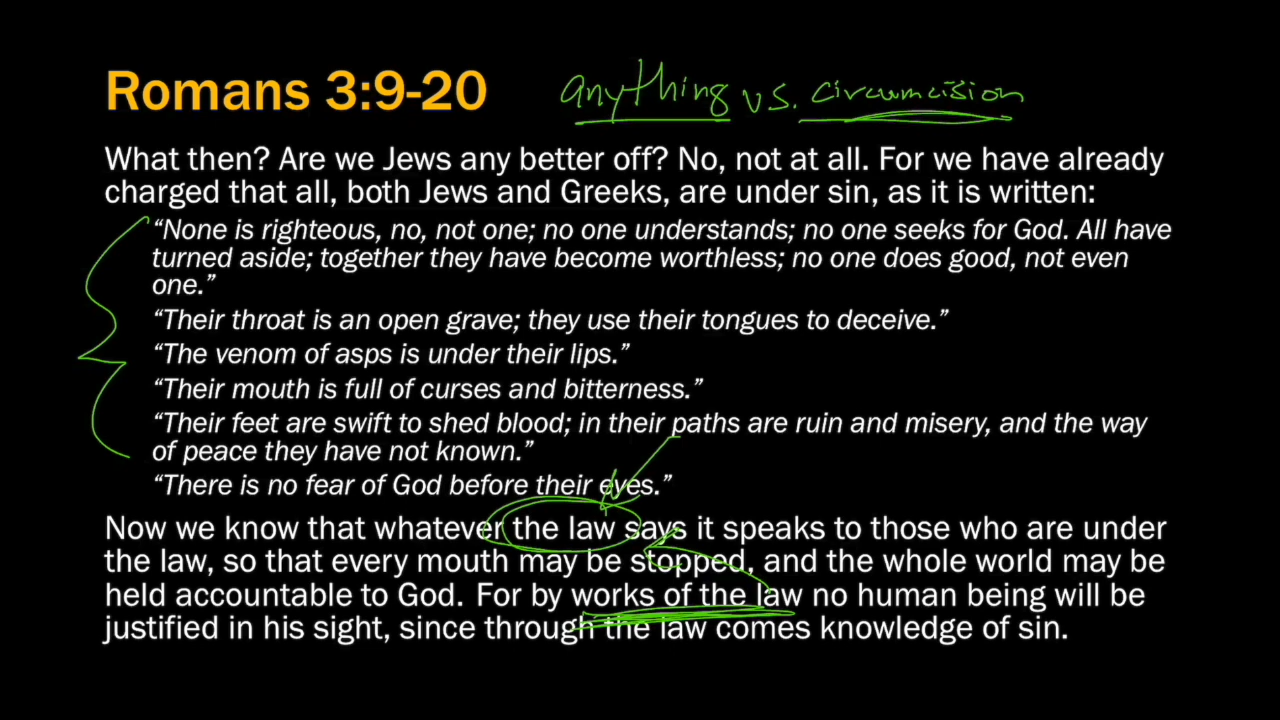 Romans 3:9-20 anything vs. circumcision
What then? Are we Jews any better off? No, not at all. For we have already
charged that all, both Jews and Greeks, are under sin, as it is written:
“None is righteous, no, not one; no one understands; no one seeks for God. All have
turned aside; together they have become worthless; no one does good, not even
one.”
“Their throat is an open grave; they use their tongues to deceive.”
“The venom of asps is under their lips.”
“Their mouth is full of curses and bitterness.”
“Their feet are swift to shed blood; in their paths are ruin and misery, and the way
of peace they have not known.”
“There is no fear of God before their eyes.”
Now we know that whatever the law says it speaks to those who are under
the law, so that every mouth may be stopped, and the whole world may be
held accountable to God. For by works of the law no human being will be
justified in his sight, since through the law comes knowledge of sin.